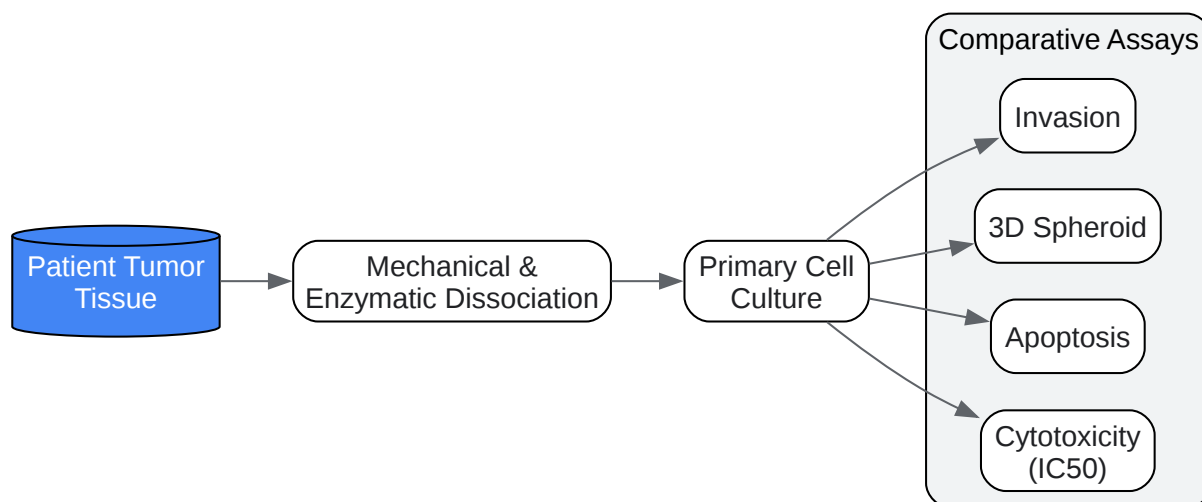 Comparative Assays
Invasion
3D Spheroid
Patient Tumor
Tissue
Mechanical &
Enzymatic Dissociation
Primary Cell
Culture
Apoptosis
Cytotoxicity
(IC50)